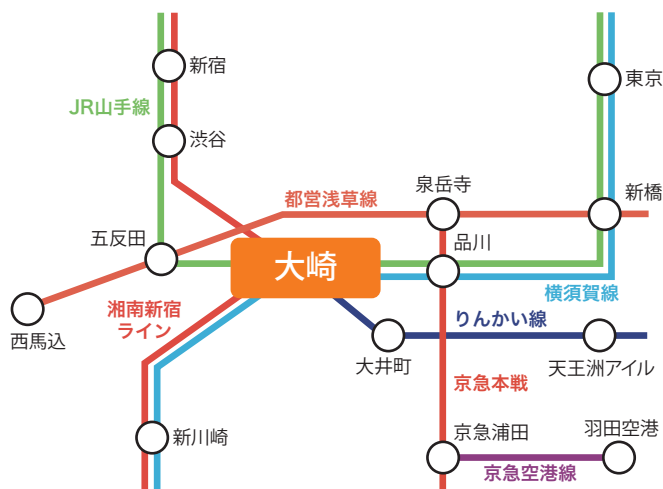 新宿
東京
JR山手線
渋谷
泉岳寺
都営浅草線
新橋
五反田
品川
大崎
横須賀線
湘南新宿
ライン
りんかい線
西馬込
大井町
天王洲アイル
京急本戦
新川崎
京急浦田
羽田空港
京急空港線